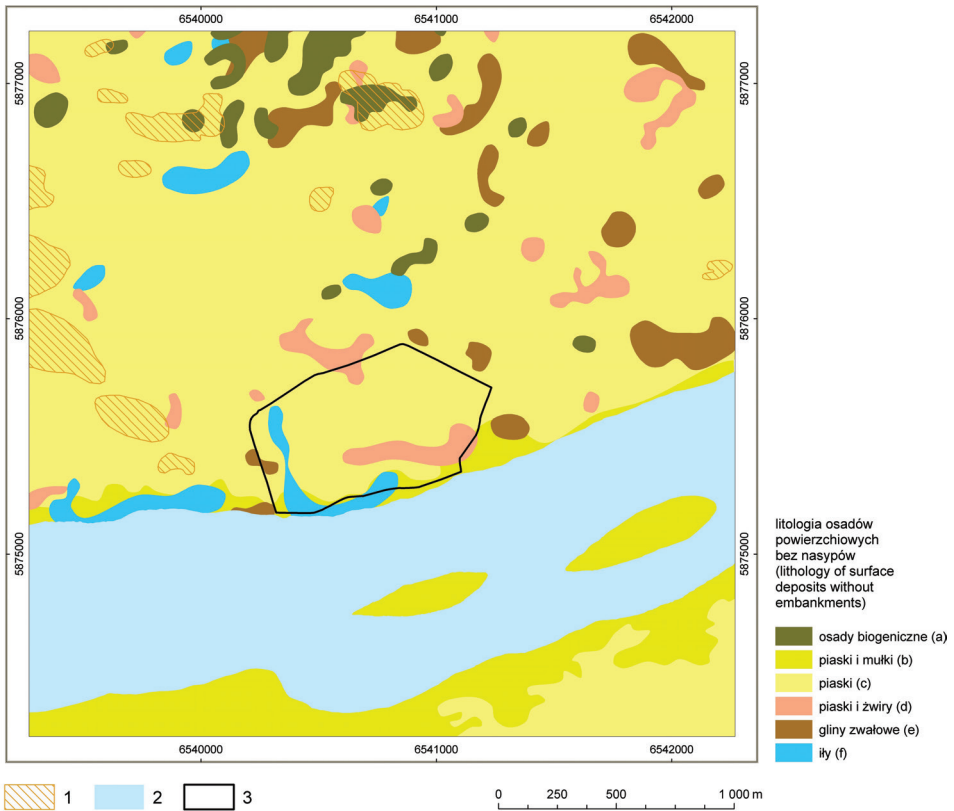 6540000 6541000 6542000
5877000 5877000
5876000 5876000
5875000 5875000
6540000 6541000 6542000
litologia osadów
powierzchiowych
bez nasypów
(lithology of surface
deposits without
embankments)
osady biogeniczne (a)
piaski i mułki (b)
piaski (c)
piaski i żwiry (d)
gliny zwałowe (e)
iły (f)
1 2 3
0 250 500 1 000 m